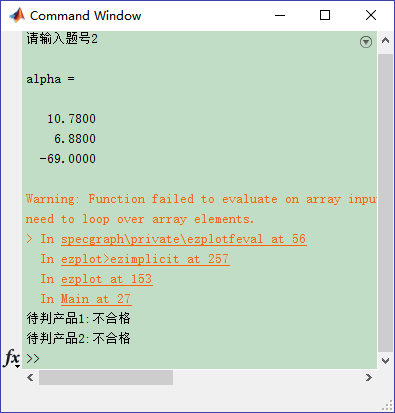 Command Window
请输入题号2
alpha =
10.7800
6.8800
-69.0000
Warning: Function failed to evaluate on array inpu
need to loop over array elements.
> In specgraph\private\ezplotfeval at 56
In ezplot>ezimplicit at 257
In ezplot at 153
In Main at 27
待判产品1:不合格
待判产品2:不合格
fx >>